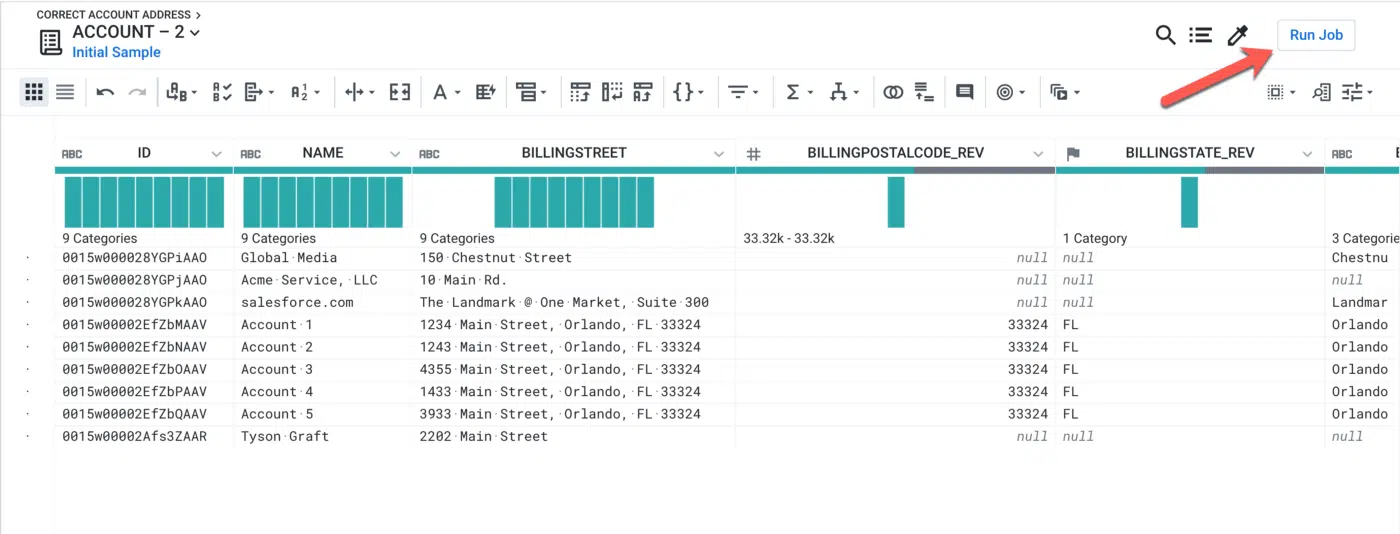 CORRECT ACCOUNT ADDRESS >
ACCOUNT – 2
Initial Sample
Run Job
ABC ID ABC NAME ABC BILLINGSTREET # BILLINGPOSTALCODE_REV BILLINGSTATE_REV ABC
9 Categories 9 Categories 9 Categories 33.32k - 33.32k 1 Category 3 Categorie
0015w000028YGPiAAO Global·Media 150·Chestnut·Street null null Chestnu
0015w000028YGPjAAO Acme·Service,·LLC 10·Main·Rd. null null null
0015w000028YGPkAAO salesforce.com The·Landmark·@·One·Market,·Suite·300 null null Landmar
0015w00002EfZbMAAV Account·1 1234·Main·Street,·Orlando,·FL·33324 33324 FL Orlando
0015w00002EfZbNAAV Account·2 1243·Main·Street,·Orlando,·FL·33324 33324 FL Orlando
0015w00002EfZbOAAV Account·3 4355·Main·Street,·Orlando,·FL·33324 33324 FL Orlando
0015w00002EfZbPAAV Account·4 1433·Main·Street,·Orlando,·FL·33324 33324 FL Orlando
0015w00002EfZbQAAV Account·5 3933·Main·Street,·Orlando,·FL·33324 33324 FL Orlando
0015w00002Afs3ZAAR Tyson·Graft 2202·Main·Street null null null